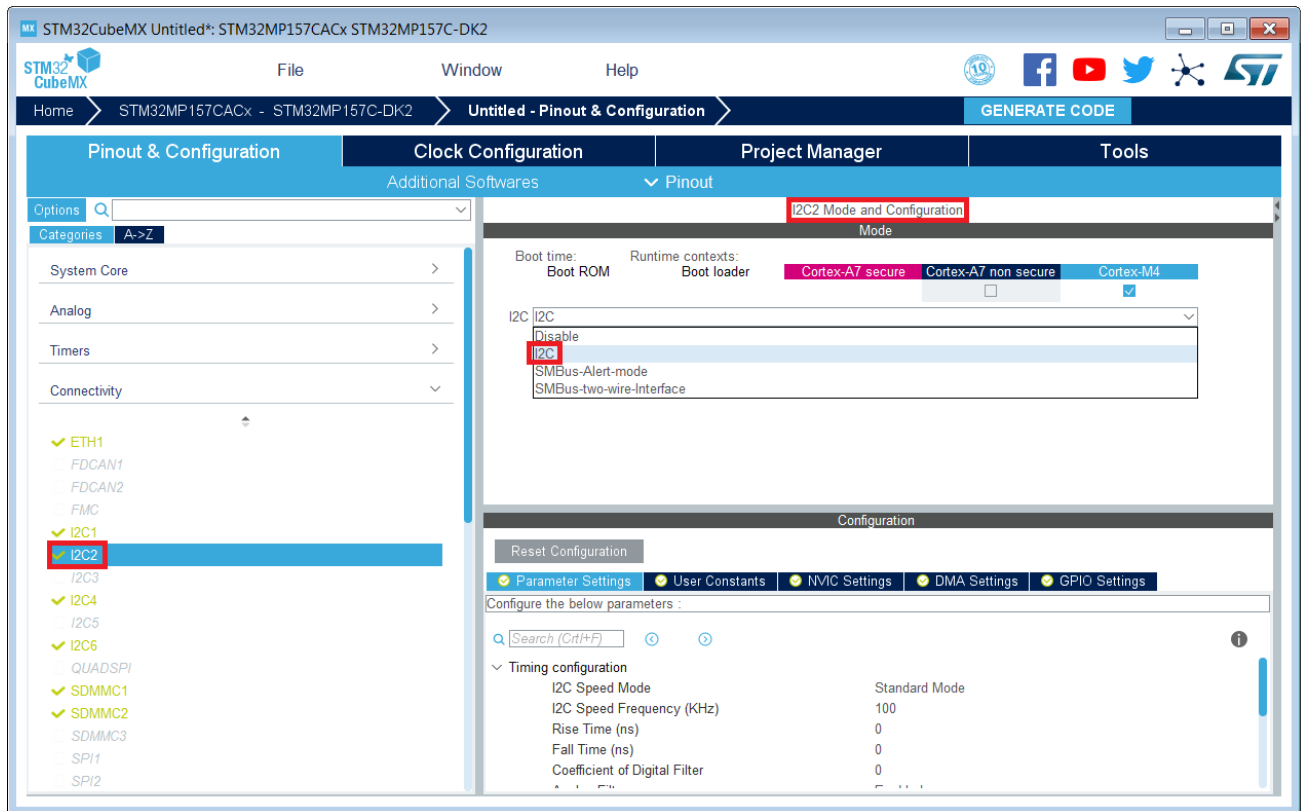 MX STM32CubeMX Untitled*: STM32MP157CACx STM32MP157C-DK2
STM32 CubeMX
File Window Help
10
Home STM32MP157CACx - STM32MP157C-DK2 Untitled - Pinout & Configuration GENERATE CODE
Pinout & Configuration Clock Configuration Project Manager Tools
Additional Softwares Pinout
Options
Categories A->Z
System Core
Analog
Timers
Connectivity
ETH1
FDCAN1
FDCAN2
FMC
I2C1
I2C2
I2C3
I2C4
I2C5
I2C6
QUADSPI
SDMMC1
SDMMC2
SDMMC3
SPI1
SPI2
I2C2 Mode and Configuration
Mode
Boot time: Runtime contexts:
Boot ROM Boot loader Cortex-A7 secure Cortex-A7 non secure Cortex-M4
I2C I2C
Disable
I2C
SMBus-Alert-mode
SMBus-two-wire-Interface
Configuration
Reset Configuration
Parameter Settings User Constants NVIC Settings DMA Settings GPIO Settings
Configure the below parameters :
Search (Crtl+F)
Timing configuration
I2C Speed Mode Standard Mode
I2C Speed Frequency (KHz) 100
Rise Time (ns) 0
Fall Time (ns) 0
Coefficient of Digital Filter 0